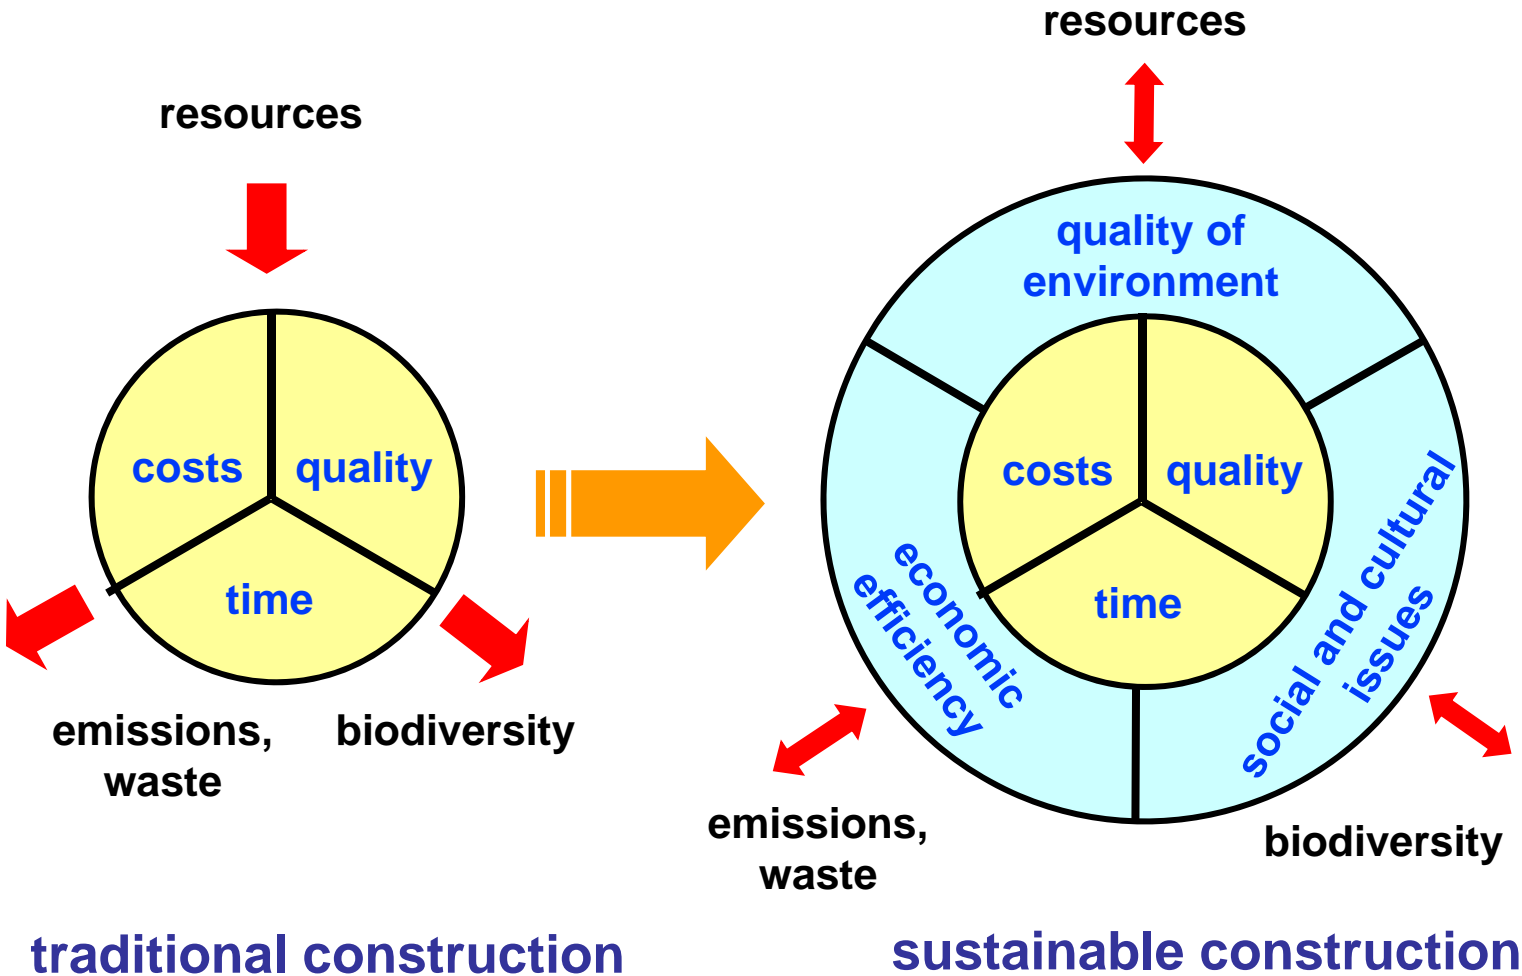 resources
costs
quality
time
emissions,
waste
biodiversity
traditional construction
resources
quality of
environment
costs
quality
time
economic
efficiency
social and cultural
issues
emissions,
waste
biodiversity
sustainable construction